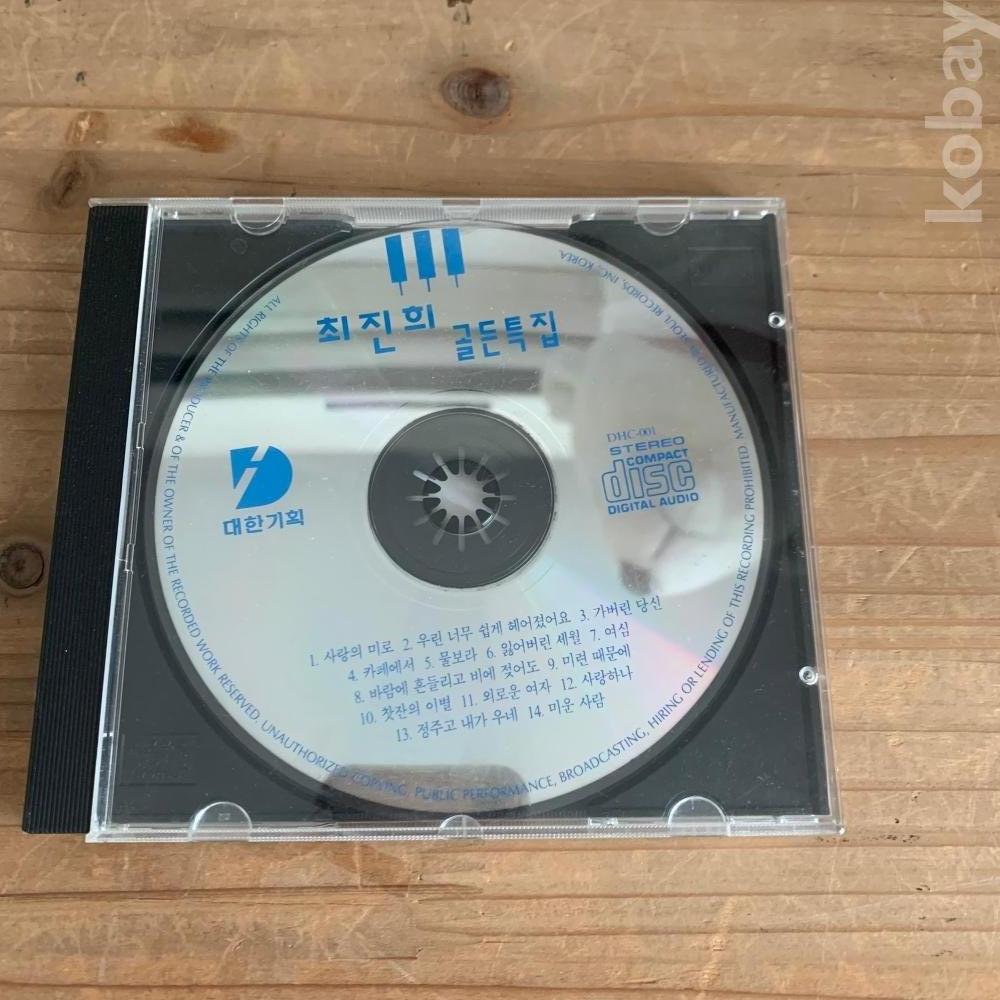 kobay
최진희 골든특집
대한기획
DHC-001
STEREO
COMPACT
disc
DIGITAL AUDIO
1. 사랑의 미로 2. 우린 너무 쉽게 헤어졌어요 3. 가버린 당신
4. 카페에서 5. 물보라 6. 잃어버린 세월 7. 여심
8. 바람에 흔들리고 비에 젖어도 9. 미련 때문에
10. 찻잔의 이별 11. 외로운 여자 12. 사랑하나
13. 정주고 내가 우네 14. 미운 사람
ALL RIGHTS OF THE PRODUCER & OF THE OWNER OF THE RECORDED WORK RESERVED. UNAUTHORIZED COPYING, PUBLIC PERFORMANCE, BROADCASTING, HIRING OR LENDING OF THIS RECORDING PROHIBITED. MANUFACTURED SEOUL RECORDS, INC, KOREA